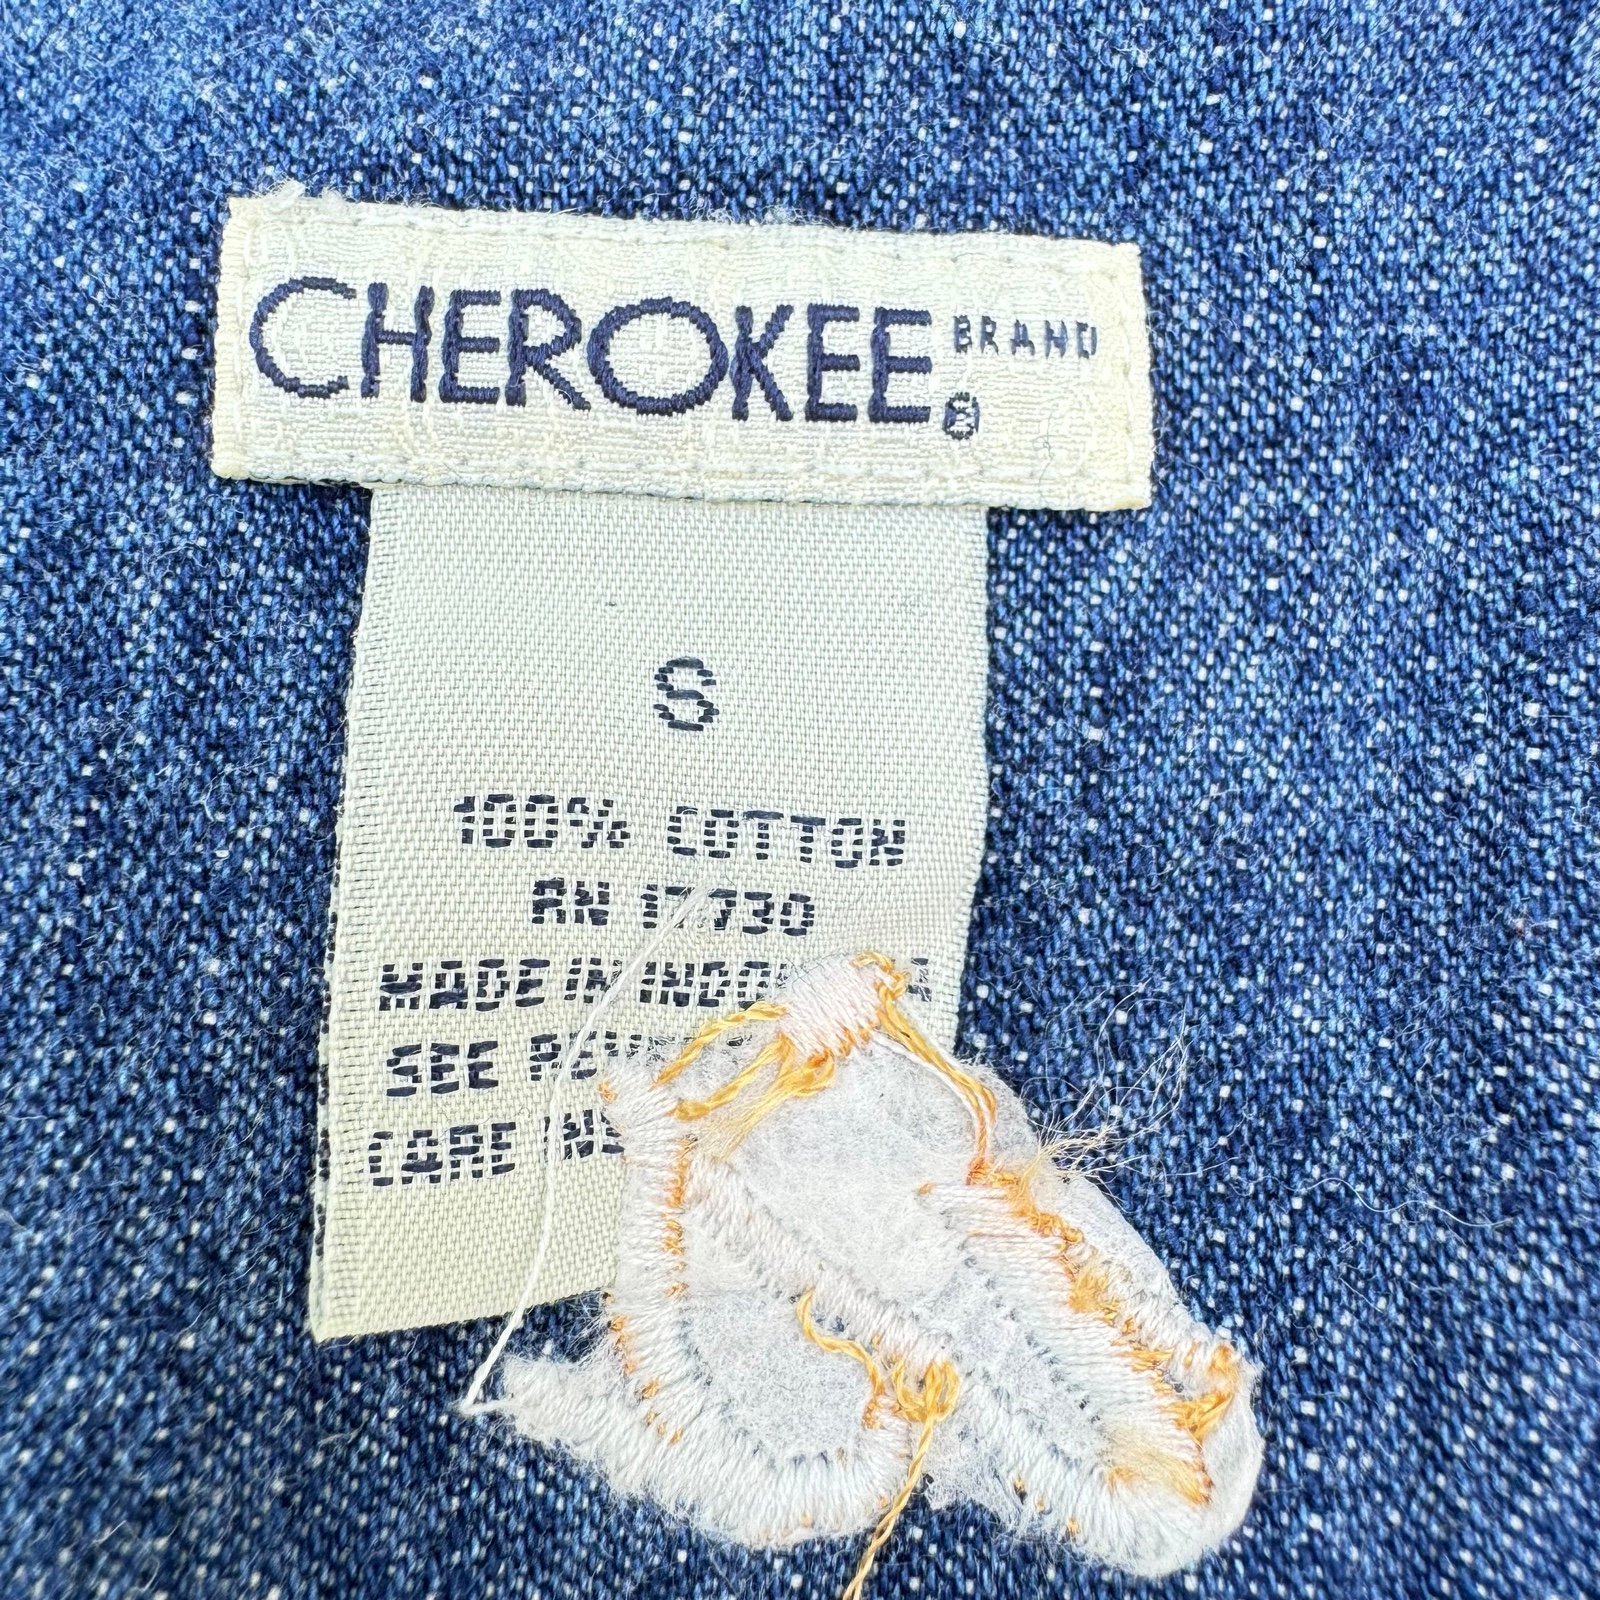 CHEROKEE BRAND ®
S
100% COTTON
RN 17730
MADE IN
SEE
CARE